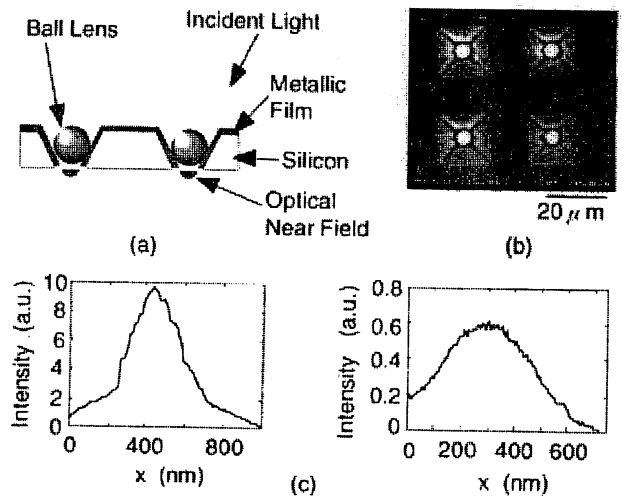 Ball Lens
Incident Light
Metallic
Film
Silicon
Optical
Near Field
(a)
20 μ m
(b)
Intensity (a.u.)
10
8
6
4
2
0
0
400
800
x (nm)
(c)
Intensity (a.u.)
0.8
0.6
0.4
0.2
0
0
200
400
600
x (nm)